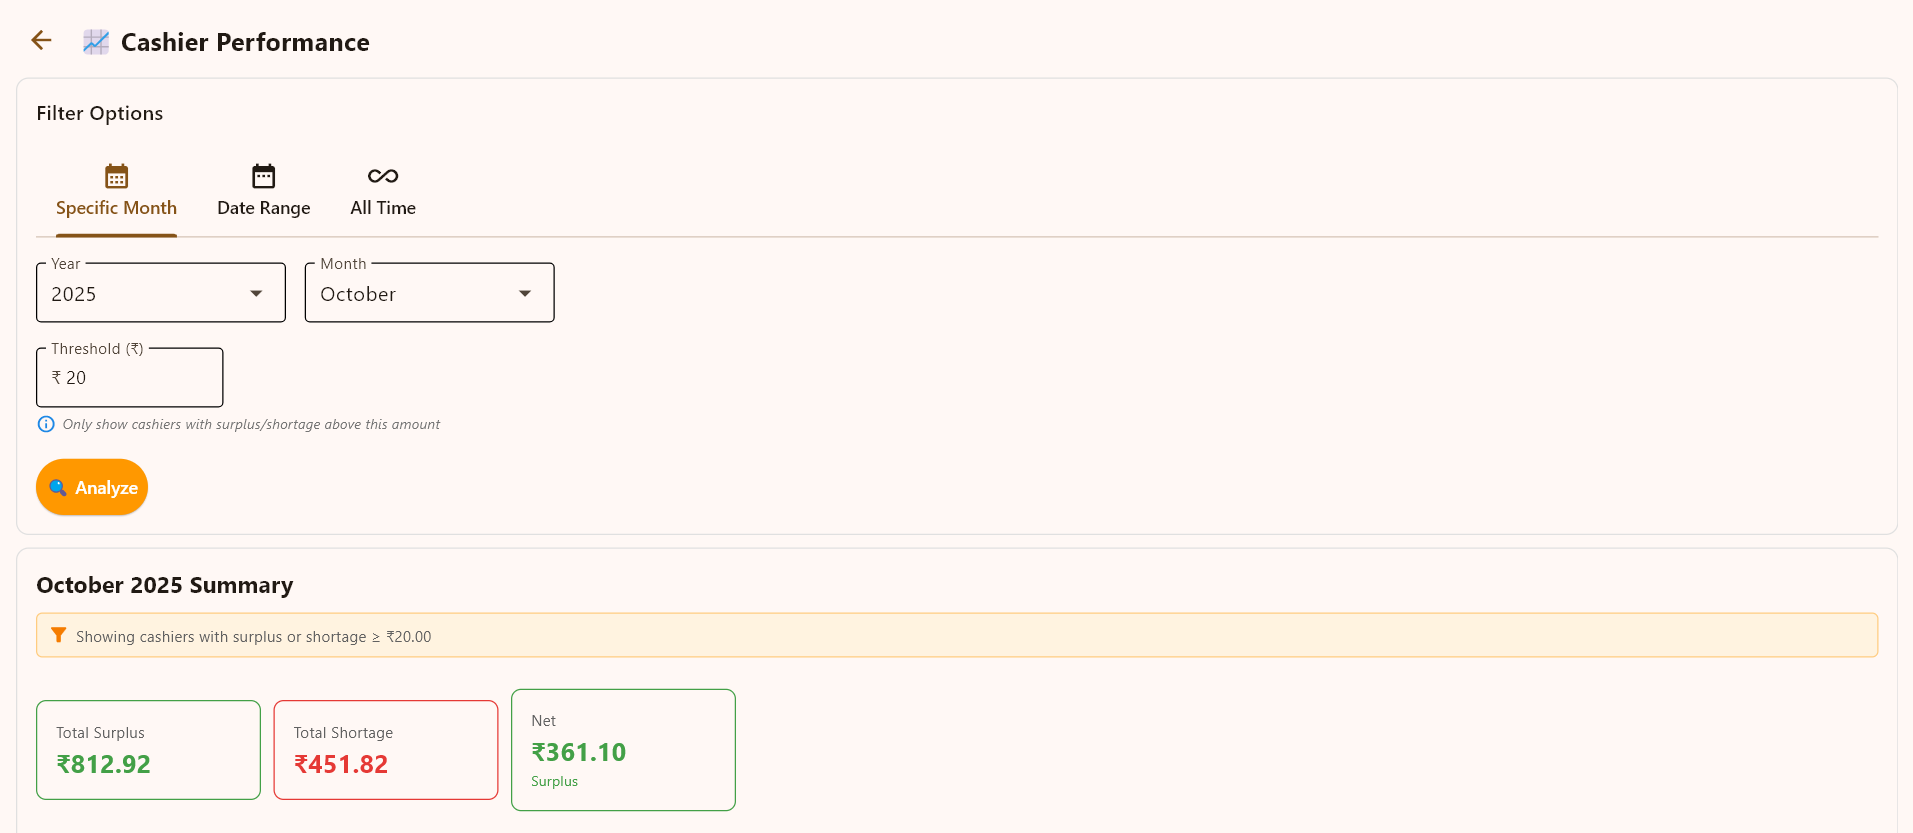 Cashier Performance
Filter Options
Specific Month
Date Range
All Time
Year
2025
Month
October
Threshold (₹)
₹ 20
Only show cashiers with surplus/shortage above this amount
Analyze
October 2025 Summary
Showing cashiers with surplus or shortage ≥ ₹20.00
Total Surplus
₹812.92
Total Shortage
₹451.82
Net
₹361.10
Surplus